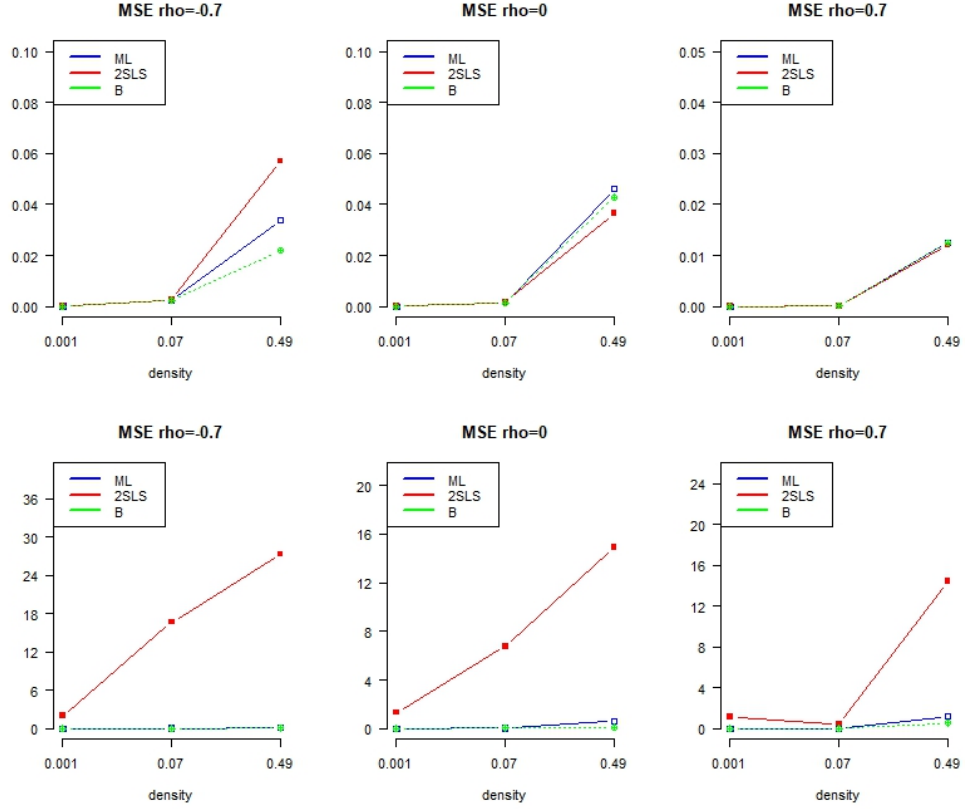 MSE rho=-0.7
ML
2SLS
B
0.10
0.08
0.06
0.04
0.02
0.00
0.001
0.07
0.49
density
MSE rho=0
ML
2SLS
B
0.10
0.08
0.06
0.04
0.02
0.00
0.001
0.07
0.49
density
MSE rho=0.7
ML
2SLS
B
0.05
0.04
0.03
0.02
0.01
0.00
0.001
0.07
0.49
density
MSE rho=-0.7
ML
2SLS
B
36
30
24
18
12
6
0
0.001
0.07
0.49
density
MSE rho=0
ML
2SLS
B
20
16
12
8
4
0
0.001
0.07
0.49
density
MSE rho=0.7
ML
2SLS
B
24
20
16
12
8
4
0
0.001
0.07
0.49
density